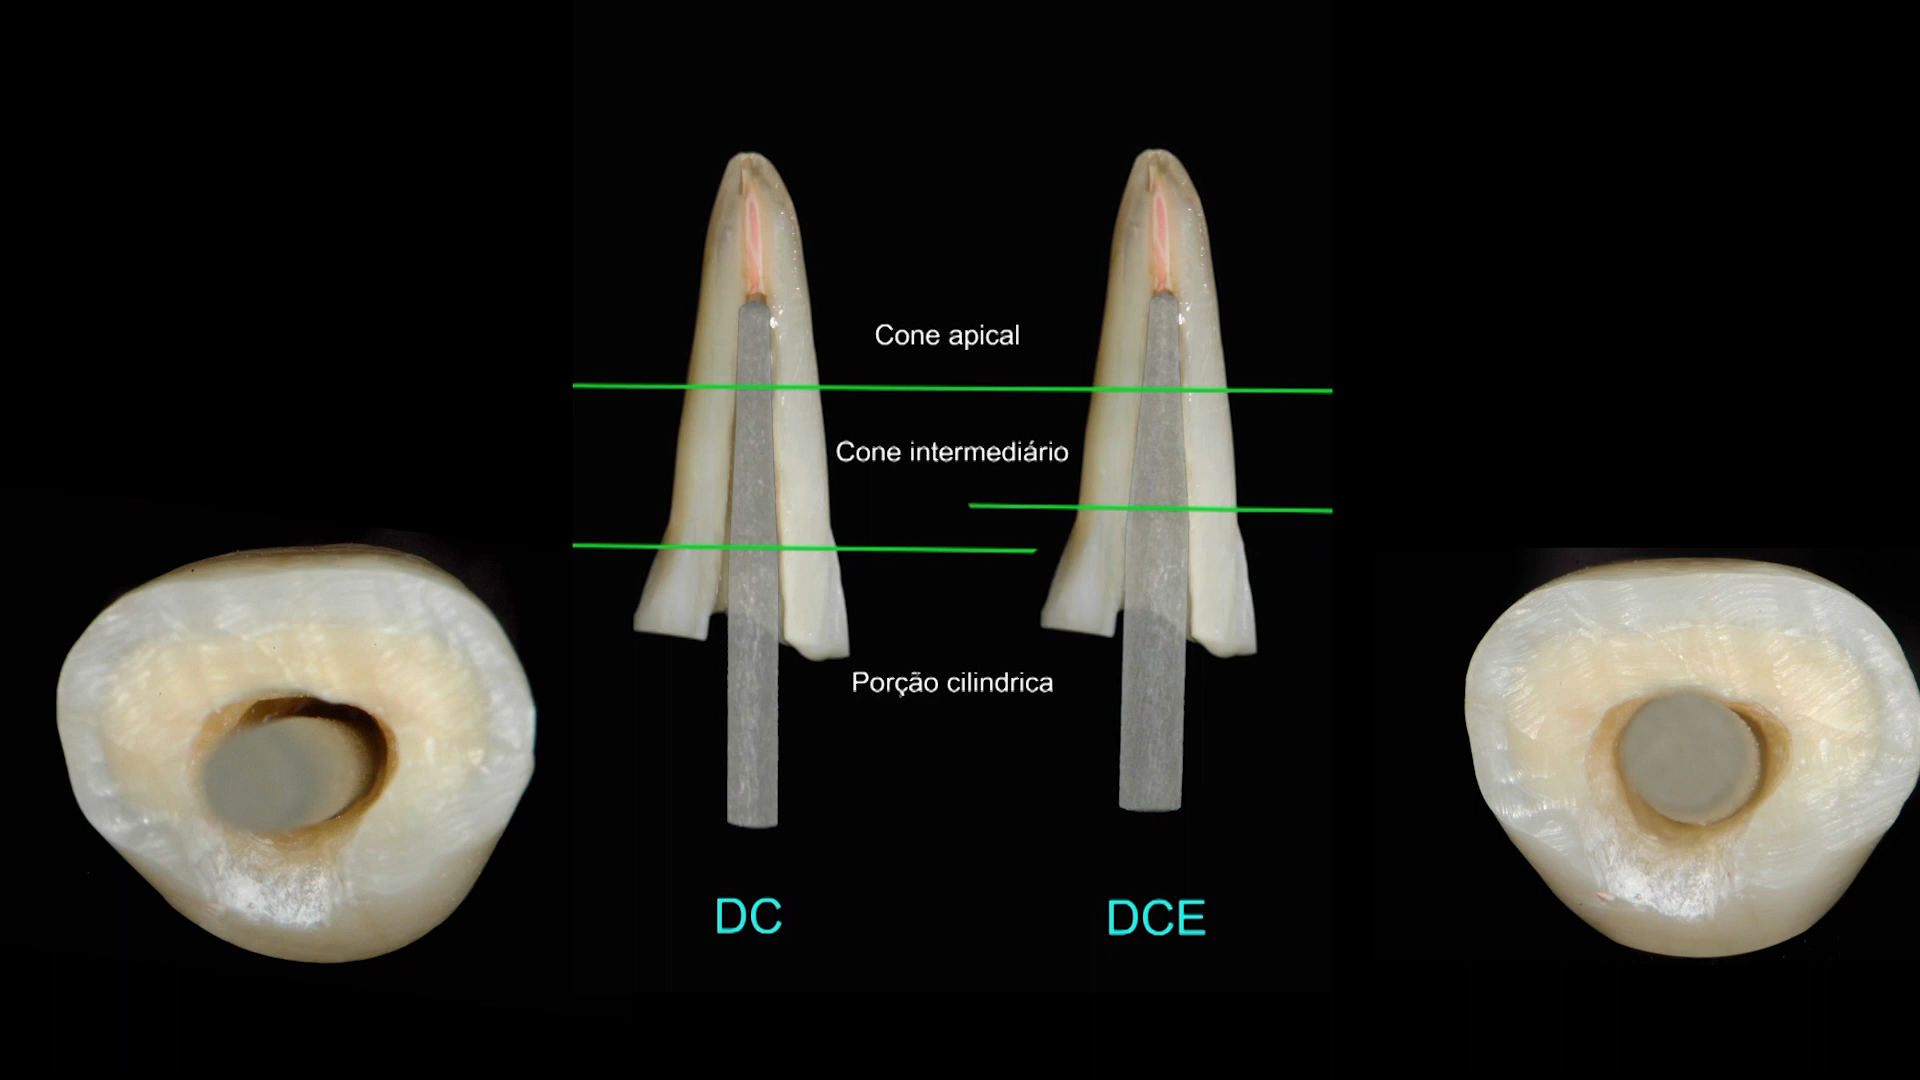 Cone apical
Cone intermediário
Porção cilindrica
DC
DCE